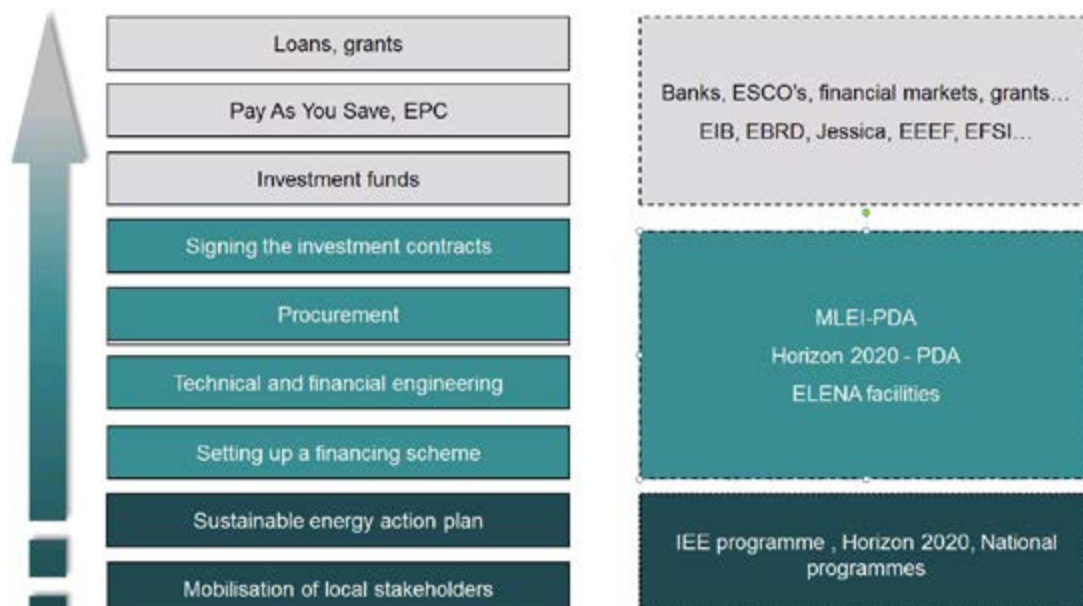 Loans, grants
Pay As You Save, EPC
Investment funds
Signing the investment contracts
Procurement
Technical and financial engineering
Setting up a financing scheme
Sustainable energy action plan
Mobilisation of local stakeholders
Banks, ESCO's, financial markets, grants...
EIB, EBRD, Jessica, EEEF, EFSI...
MLEI-PDA
Horizon 2020 - PDA
ELENA facilities
IEE programme , Horizon 2020, National
programmes